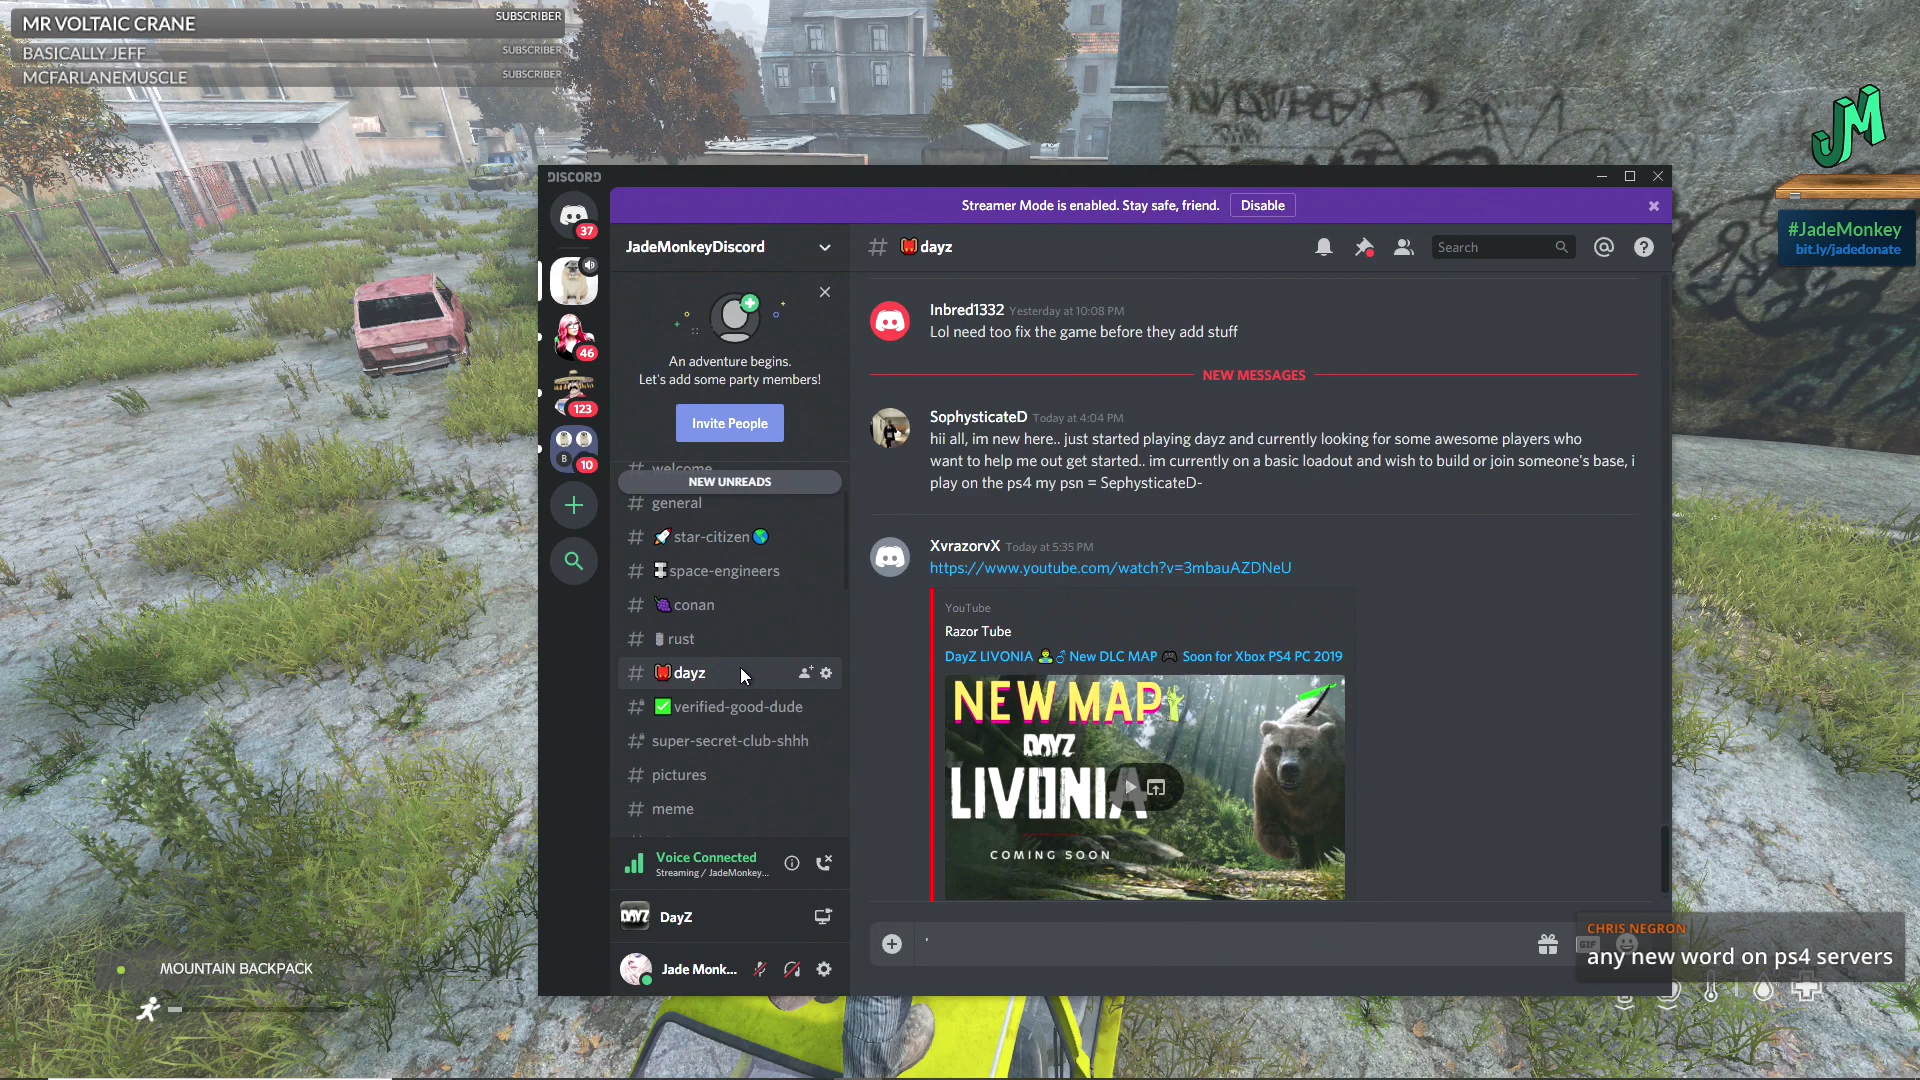 MR VOLTAIC CRANE SUBSCRIBER
BASICALLY JEFF SUBSCRIBER
MCFARLANEMUSCLE SUBSCRIBER
JM
#JadeMonkey
bit.ly/jadedonate
DISCORD
Streamer Mode is enabled. Stay safe, friend. Disable
37
46
123
B
10
JadeMonkeyDiscord
An adventure begins.
Let's add some party members!
Invite People
welcome
NEW UNREADS
# general
# star-citizen
# space-engineers
# conan
# rust
# dayz
# verified-good-dude
# super-secret-club-shhh
# pictures
# meme
Voice Connected
Streaming / JadeMonkey...
DAYZ DayZ
Jade Monk...
# dayz
Search
Inbred1332 Yesterday at 10:08 PM
Lol need too fix the game before they add stuff
NEW MESSAGES
SophysticateD Today at 4:04 PM
hii all, im new here.. just started playing dayz and currently looking for some awesome players who
want to help me out get started.. im currently on a basic loadout and wish to build or join someone's base, i
play on the ps4 my psn = SephysticateD-
XvrazorvX Today at 5:35 PM
https://www.youtube.com/watch?v=3mbauAZDNeU
YouTube
Razor Tube
DayZ LIVONIA New DLC MAP Soon for Xbox PS4 PC 2019
NEW MAP
DAYZ
LIVONIA
COMING SOON
'
GIF
CHRIS NEGRON
any new word on ps4 servers
MOUNTAIN BACKPACK